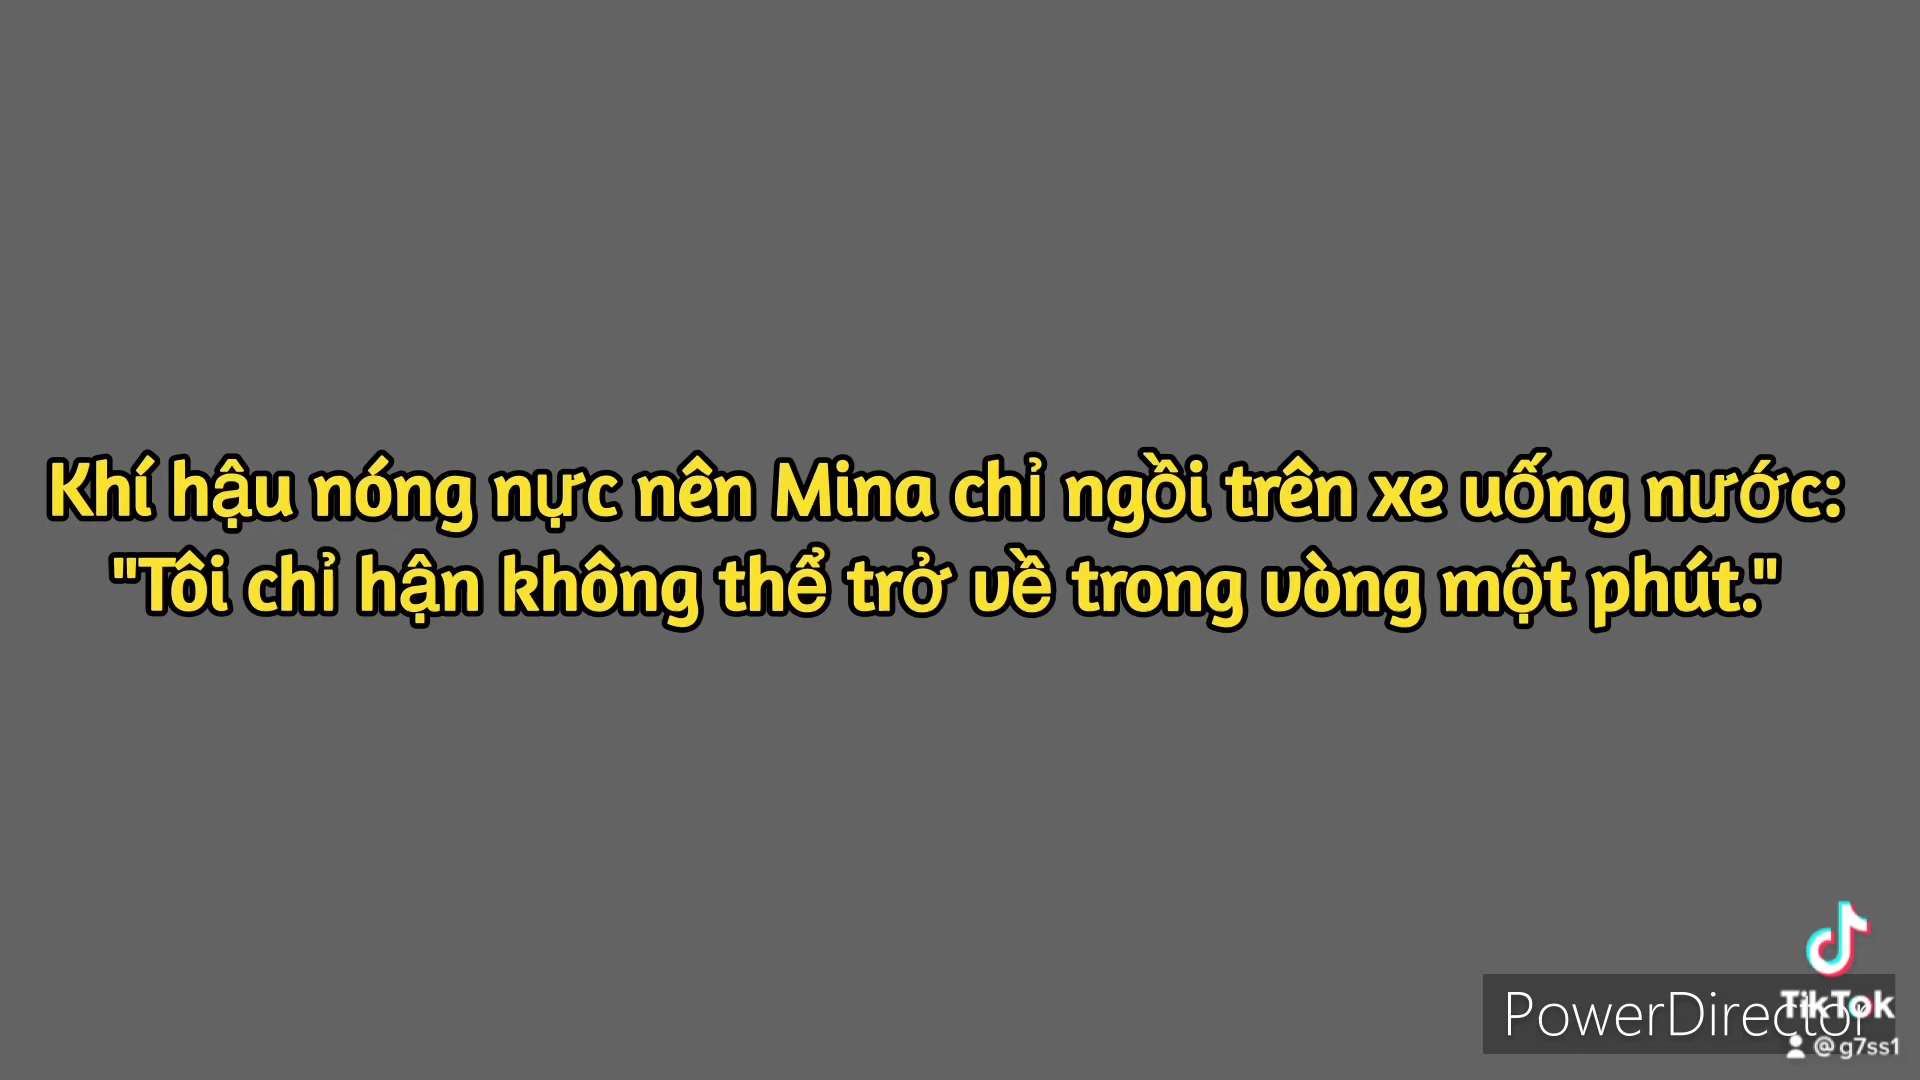 Khí hậu nóng nực nên Mina chỉ ngồi trên xe uống nước:
"Tôi chỉ hận không thể trở về trong vòng một phút."
TikTok
PowerDirector
@g7ss1